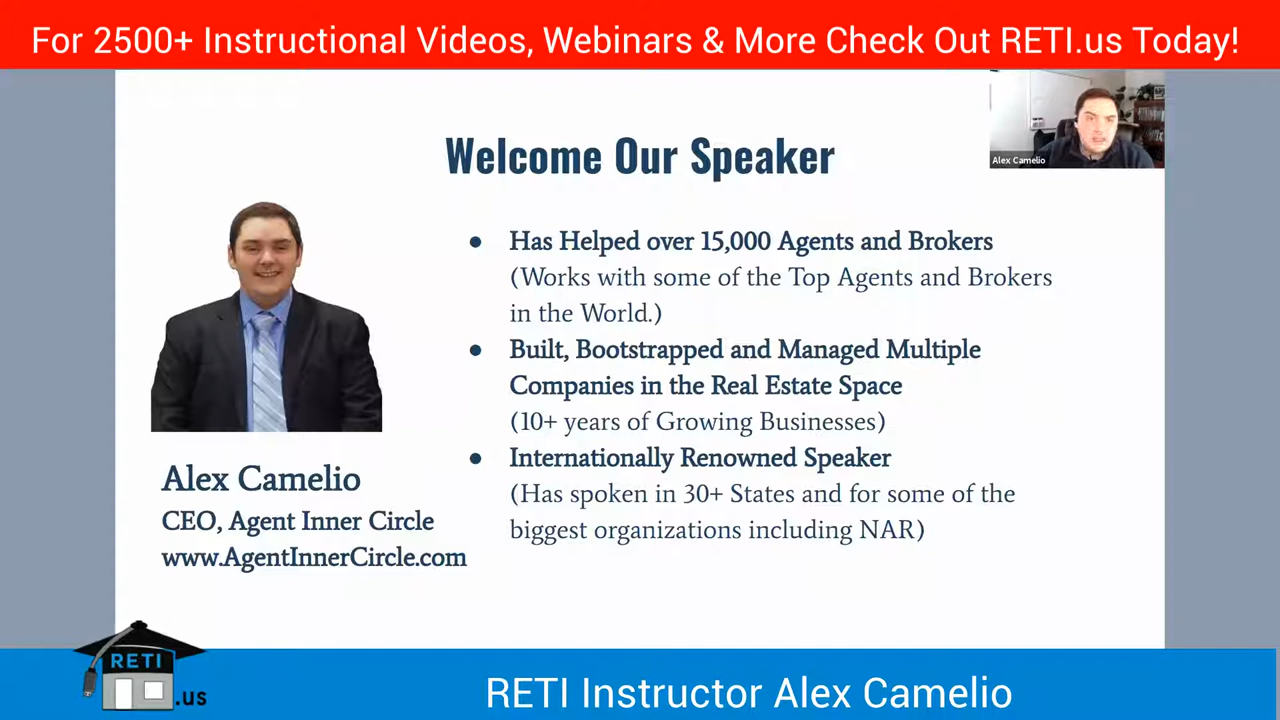 For 2500+ Instructional Videos, Webinars & More Check Out RETI.us Today!
Welcome Our Speaker
Alex Camelio
Has Helped over 15,000 Agents and Brokers
(Works with some of the Top Agents and Brokers
in the World.)
Built, Bootstrapped and Managed Multiple
Companies in the Real Estate Space
(10+ years of Growing Businesses)
Internationally Renowned Speaker
(Has spoken in 30+ States and for some of the
biggest organizations including NAR)
Alex Camelio
CEO, Agent Inner Circle
www.AgentInnerCircle.com
RETI
.us
RETI Instructor Alex Camelio